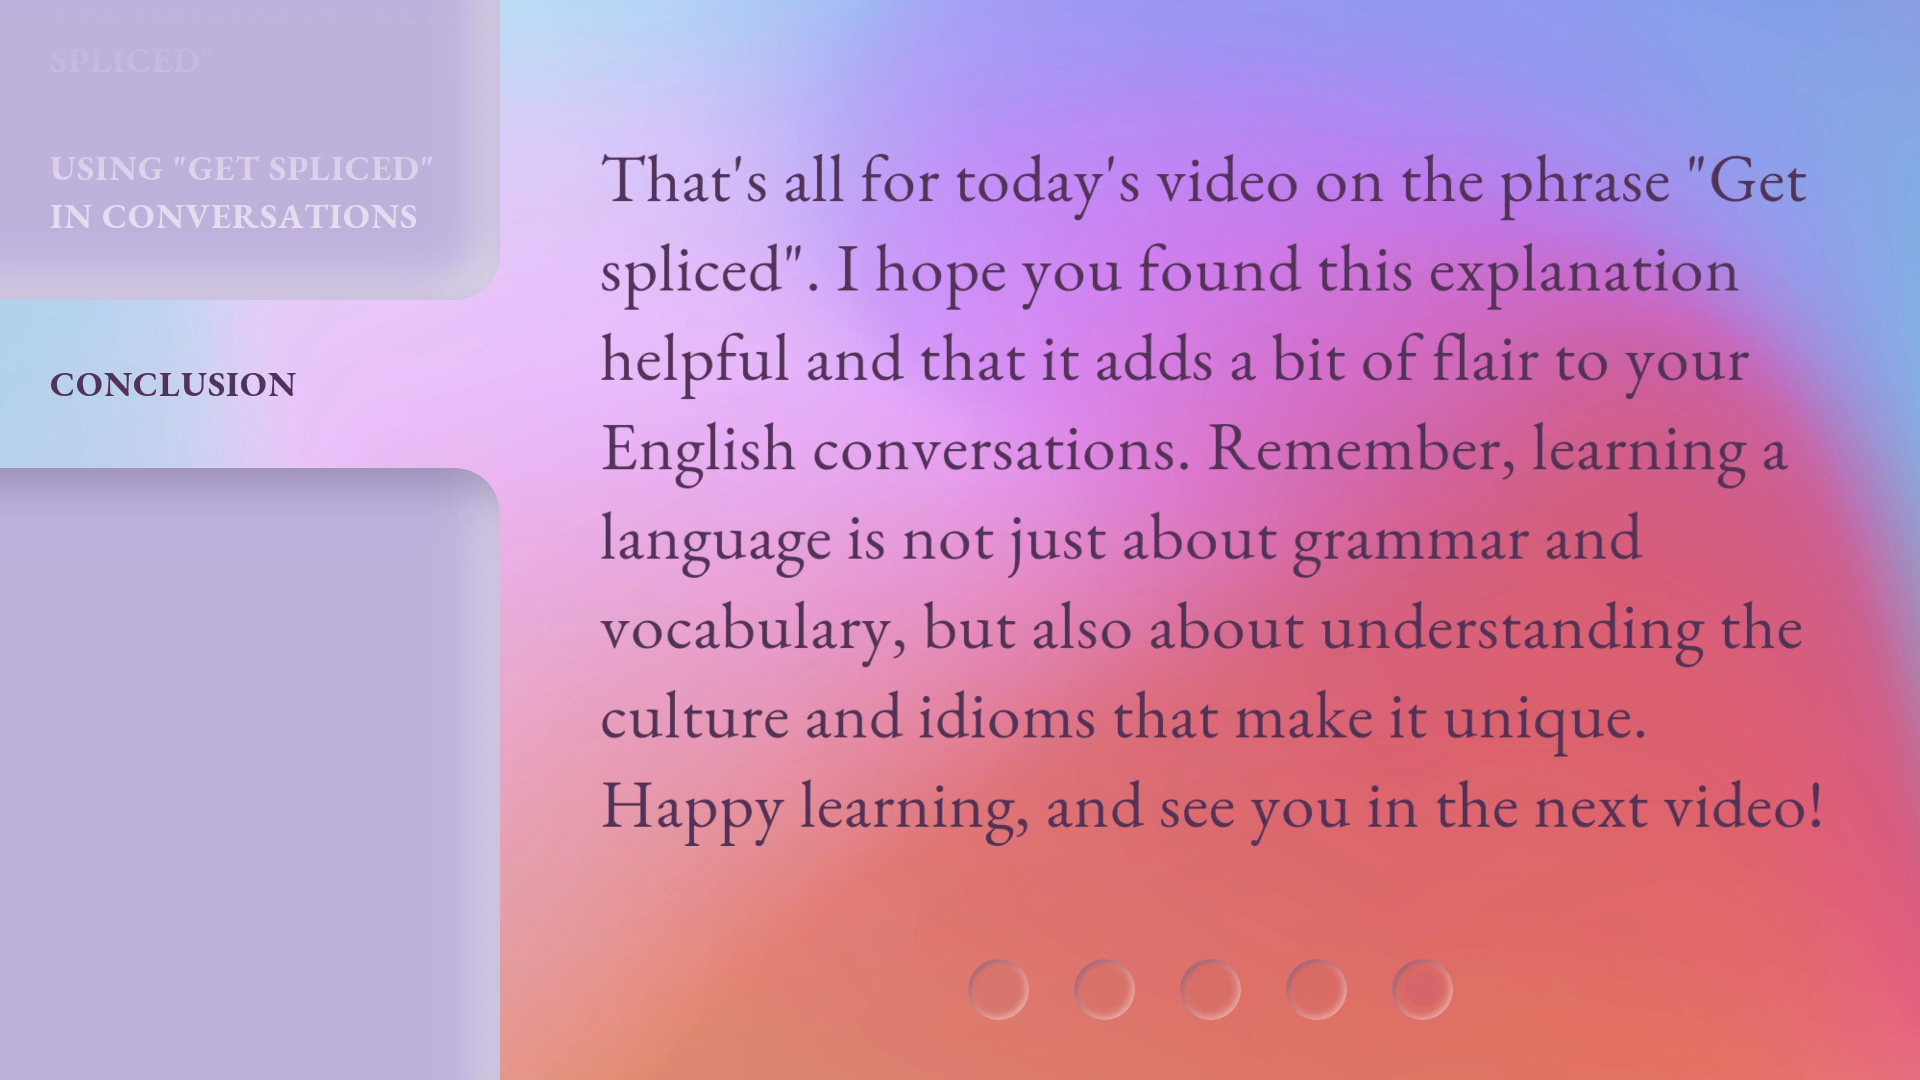 SPLICED"
USING "GET SPLICED"
IN CONVERSATIONS
CONCLUSION
That's all for today's video on the phrase "Get
spliced". I hope you found this explanation
helpful and that it adds a bit of flair to your
English conversations. Remember, learning a
language is not just about grammar and
vocabulary, but also about understanding the
culture and idioms that make it unique.
Happy learning, and see you in the next video!